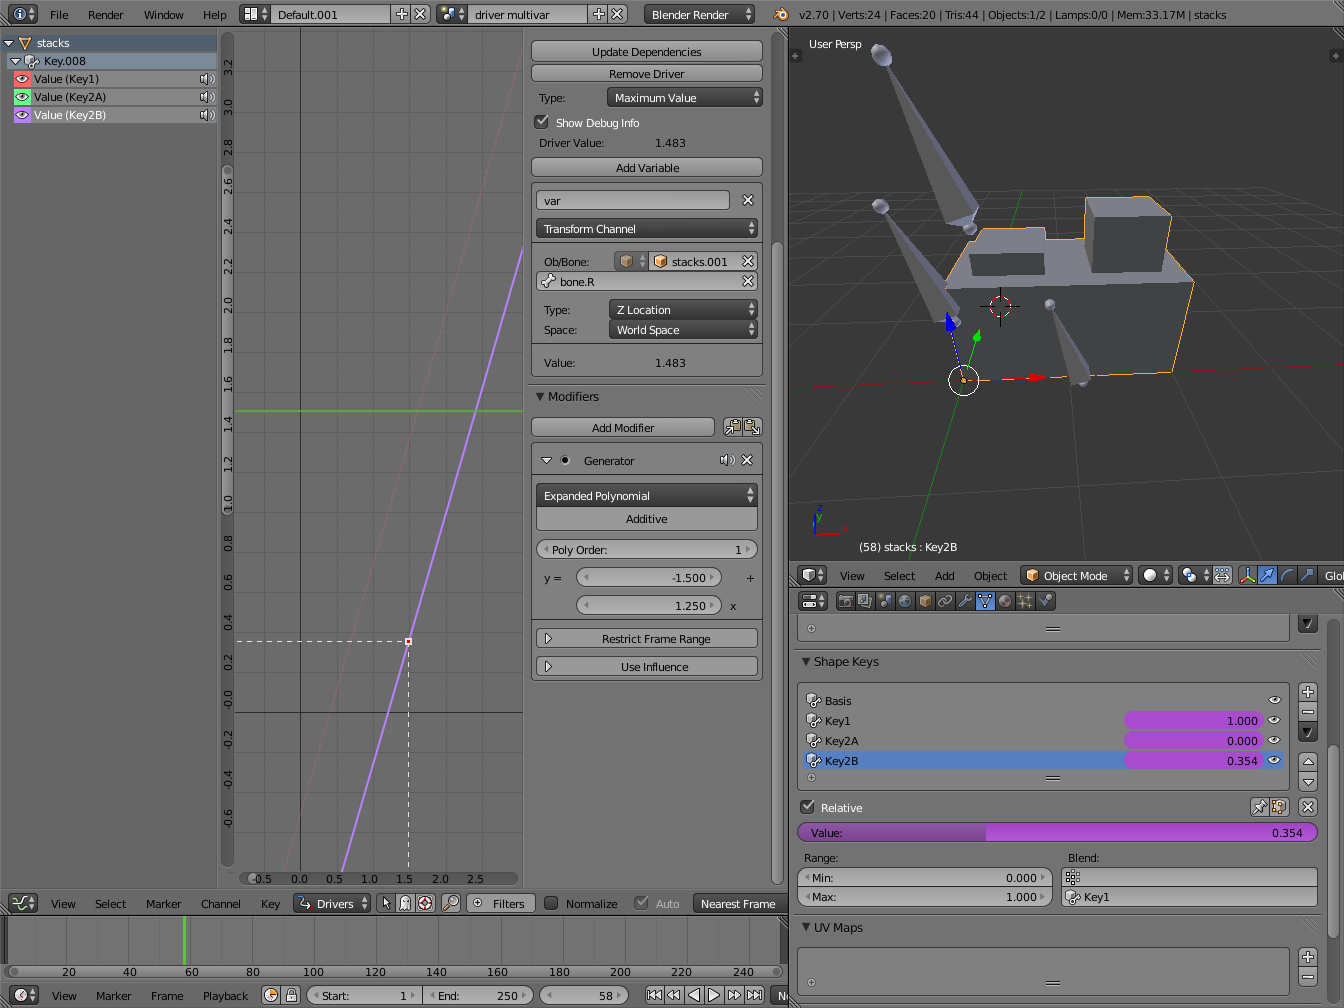 File Render Window Help Default.001 driver multivar Blender Render v2.70 | Verts:24 | Faces:20 | Tris:44 | Objects:1/2 | Lamps:0/0 | Mem:33.17M | stacks
stacks
Key.008
Value (Key1)
Value (Key2A)
Value (Key2B)
3.2
3.0
2.8
2.6
2.4
2.2
2.0
1.8
1.6
1.4
1.2
1.0
0.8
0.6
0.4
0.2
-0.0
-0.2
-0.4
-0.6
-0.5 0.0 0.5 1.0 1.5 2.0 2.5
Update Dependencies
Remove Driver
Type: Maximum Value
Show Debug Info
Driver Value: 1.483
Add Variable
var
Transform Channel
Ob/Bone: stacks.001
bone.R
Type: Z Location
Space: World Space
Value: 1.483
Modifiers
Add Modifier
Generator
Expanded Polynomial
Additive
Poly Order: 1
y = -1.500 +
1.250 x
Restrict Frame Range
Use Influence
View Select Marker Channel Key Drivers Filters Normalize Auto Nearest Frame
20 40 60 80 100 120 140 160 180 200 220 240
View Marker Frame Playback Start: 1 End: 250 58
User Persp
z
y
x
(58) stacks : Key2B
View Select Add Object Object Mode
Shape Keys
Basis
Key1 1.000
Key2A 0.000
Key2B 0.354
Relative
Value: 0.354
Range: Blend:
Min: 0.000
Max: 1.000 Key1
UV Maps